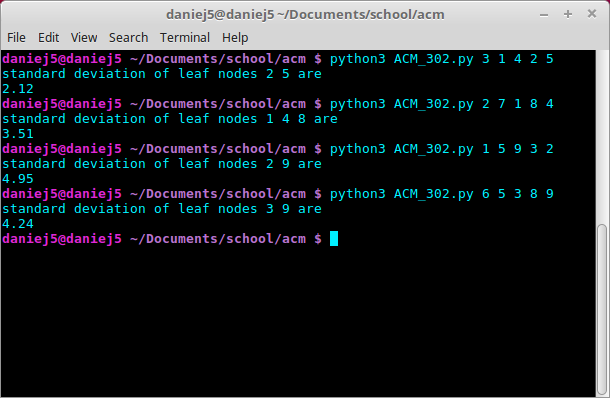 daniej5@daniej5 ~/Documents/school/acm
File Edit View Search Terminal Help
daniej5@daniej5 ~/Documents/school/acm $ python3 ACM_302.py 3 1 4 2 5
standard deviation of leaf nodes 2 5 are
2.12
daniej5@daniej5 ~/Documents/school/acm $ python3 ACM_302.py 2 7 1 8 4
standard deviation of leaf nodes 1 4 8 are
3.51
daniej5@daniej5 ~/Documents/school/acm $ python3 ACM_302.py 1 5 9 3 2
standard deviation of leaf nodes 2 9 are
4.95
daniej5@daniej5 ~/Documents/school/acm $ python3 ACM_302.py 6 5 3 8 9
standard deviation of leaf nodes 3 9 are
4.24
daniej5@daniej5 ~/Documents/school/acm $